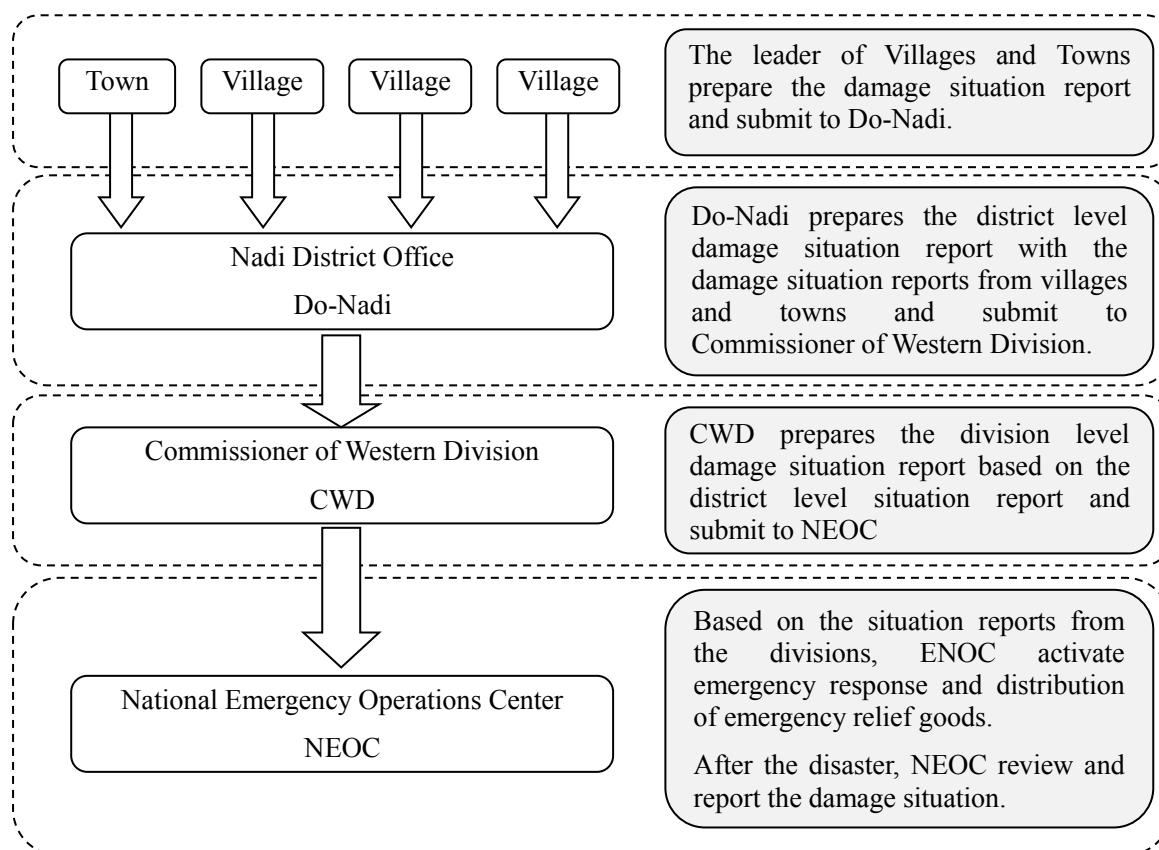 Town
Village
Village
Village
The leader of Villages and Towns
prepare the damage situation report
and submit to Do-Nadi.
Nadi District Office
Do-Nadi
Do-Nadi prepares the district level
damage situation report with the
damage situation reports from villages
and towns and submit to
Commissioner of Western Division.
Commissioner of Western Division
CWD
CWD prepares the division level
damage situation report based on the
district level situation report and
submit to NEOC
National Emergency Operations Center
NEOC
Based on the situation reports from
the divisions, ENOC activate
emergency response and distribution
of emergency relief goods.
After the disaster, NEOC review and
report the damage situation.